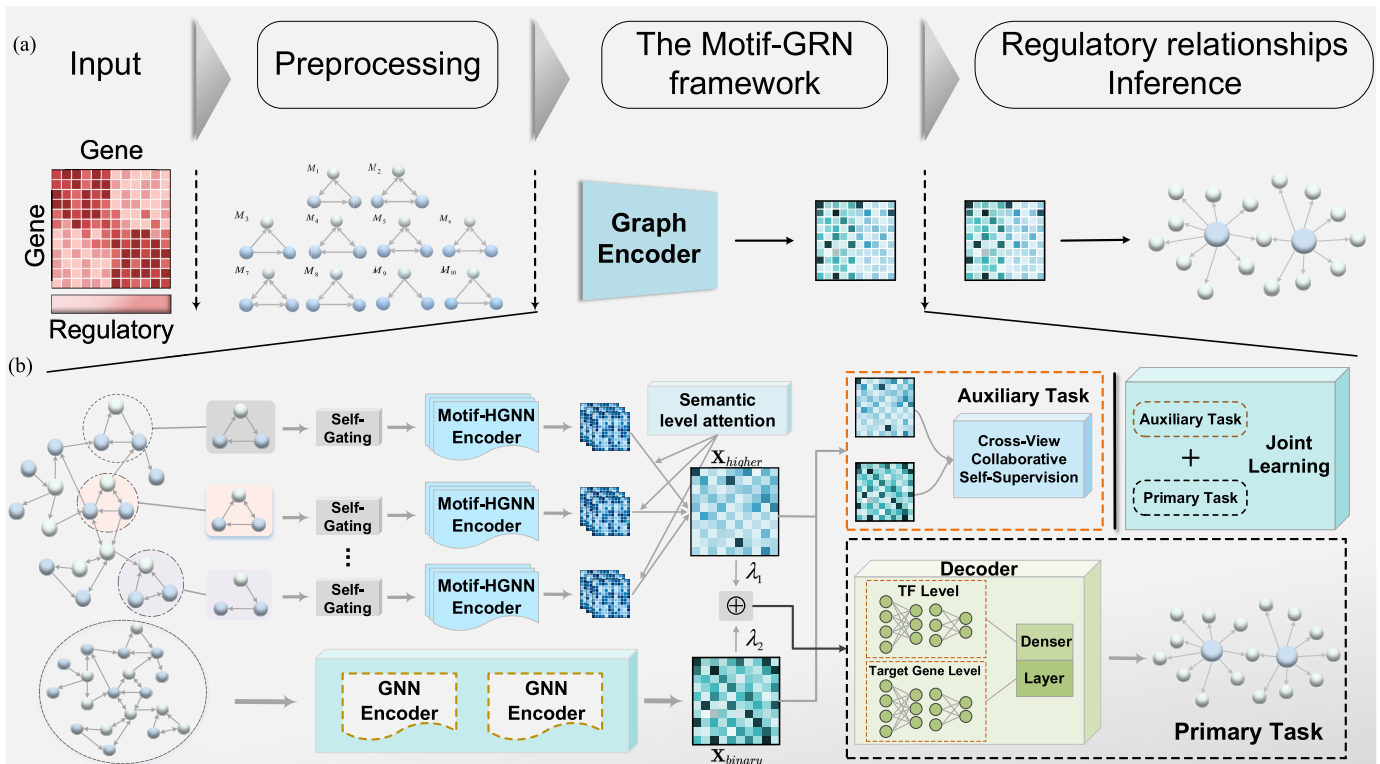 (a)
Input
Preprocessing
The Motif-GRN
framework
Regulatory relationships
Inference
Gene
Gene
Regulatory
M1
M2
M3
M4
M5
M6
M7
M8
M9
M10
Graph
Encoder
(b)
Self-
Gating
Motif-HGNN
Encoder
Self-
Gating
Motif-HGNN
Encoder
...
Self-
Gating
Motif-HGNN
Encoder
Semantic
level attention
Xhigher
λ1
⊕
λ2
Xbinary
GNN
Encoder
GNN
Encoder
Auxiliary Task
Cross-View
Collaborative
Self-Supervision
Auxiliary Task
+
Primary Task
Joint
Learning
Decoder
TF Level
Target Gene Level
Denser
Layer
Primary Task